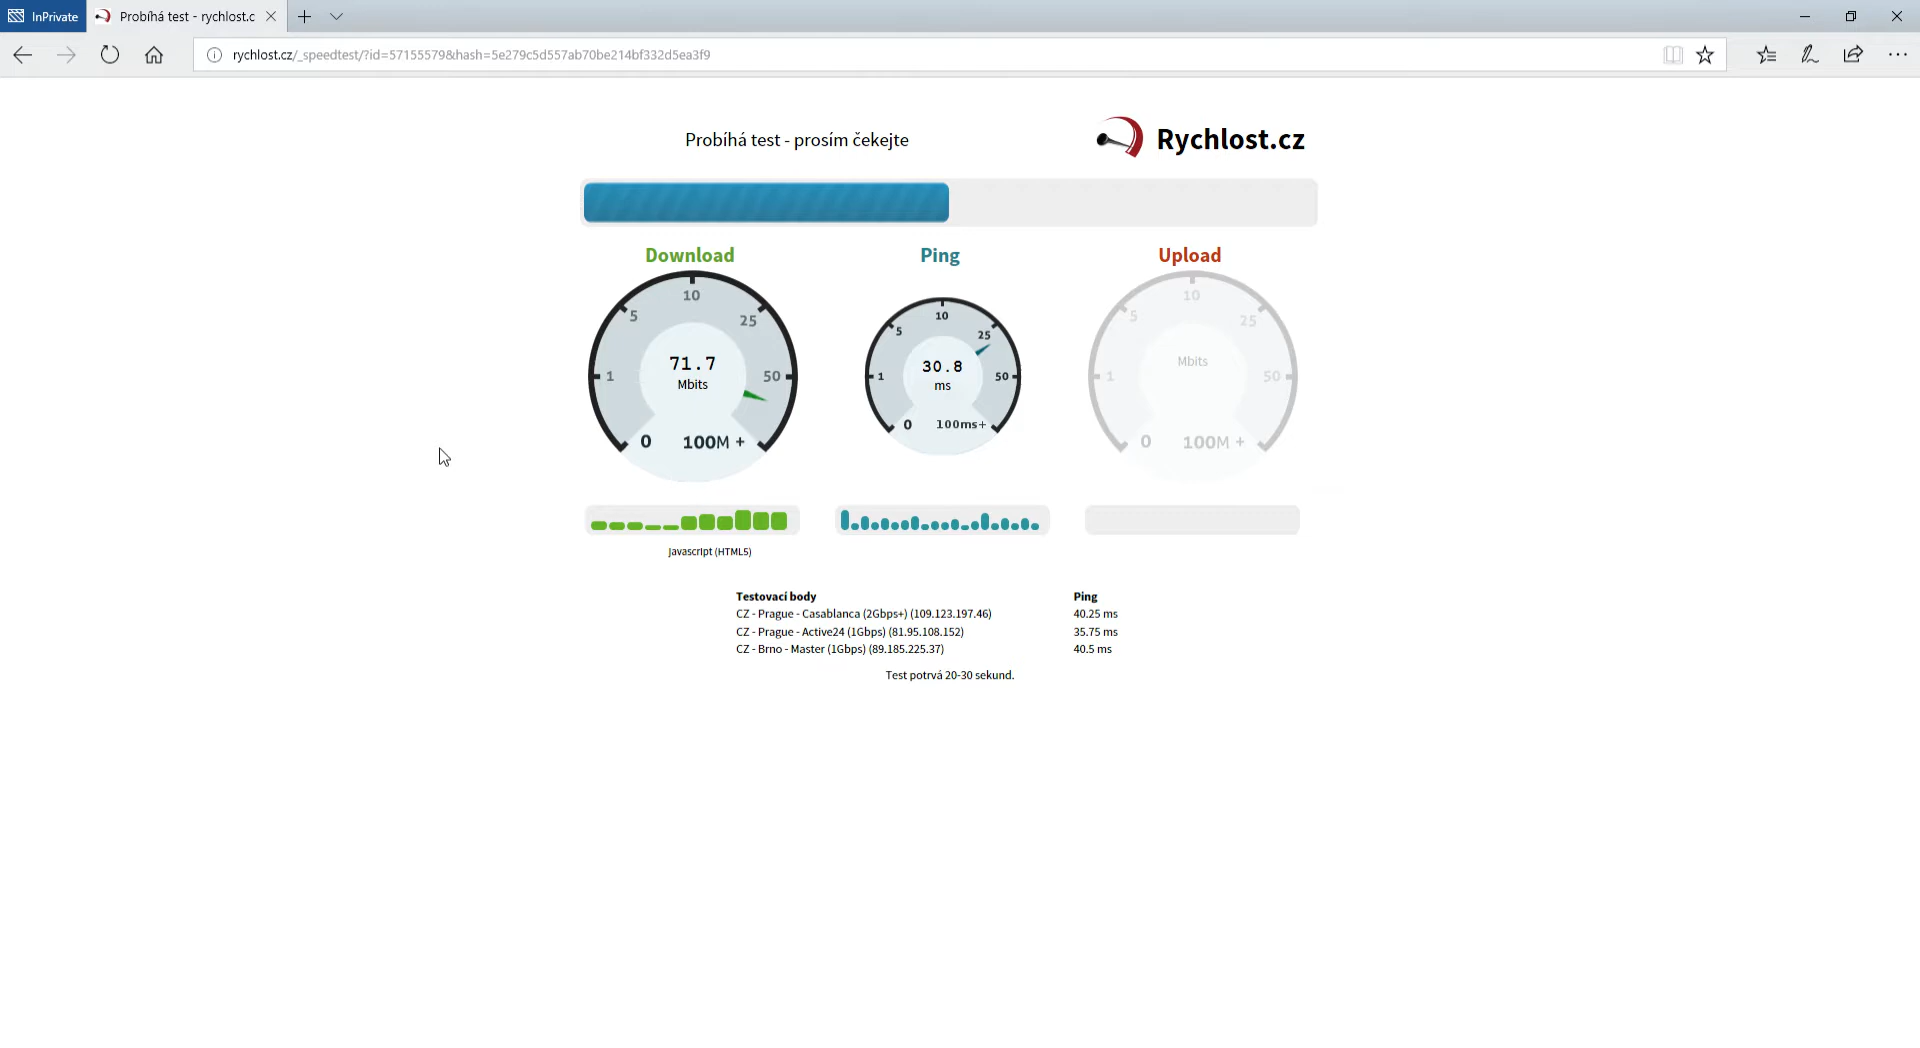 InPrivate
Probíhá test - rychlost.c
rychlost.cz/_speedtest/?id=57155579&hash=5e279c5d557ab70be214bf332d5ea3f9
Probíhá test - prosím čekejte
Rychlost.cz
Download
Ping
Upload
10
5
25
71.7
Mbits
1
50
0
100M +
10
5
25
30.8
ms
1
50
0
100ms+
10
5
25
Mbits
1
50
0
100M +
Javascript (HTML5)
Testovací body Ping
CZ - Prague - Casablanca (2Gbps+) (109.123.197.46) 40.25 ms
CZ - Prague - Active24 (1Gbps) (81.95.108.152) 35.75 ms
CZ - Brno - Master (1Gbps) (89.185.225.37) 40.5 ms
Test potrvá 20-30 sekund.